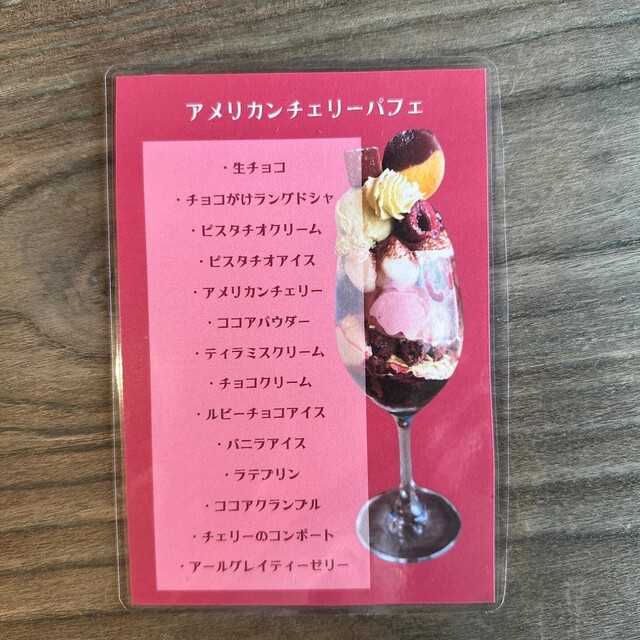 アメリカンチェリーパフェ
・生チョコ
・チョコがけラングドシャ
・ピスタチオクリーム
・ピスタチオアイス
・アメリカンチェリー
・ココアパウダー
・ティラミスクリーム
・チョコクリーム
・ルビーチョコアイス
・バニラアイス
・ラテプリン
・ココアクランブル
・チェリーのコンポート
・アールグレイティーゼリー